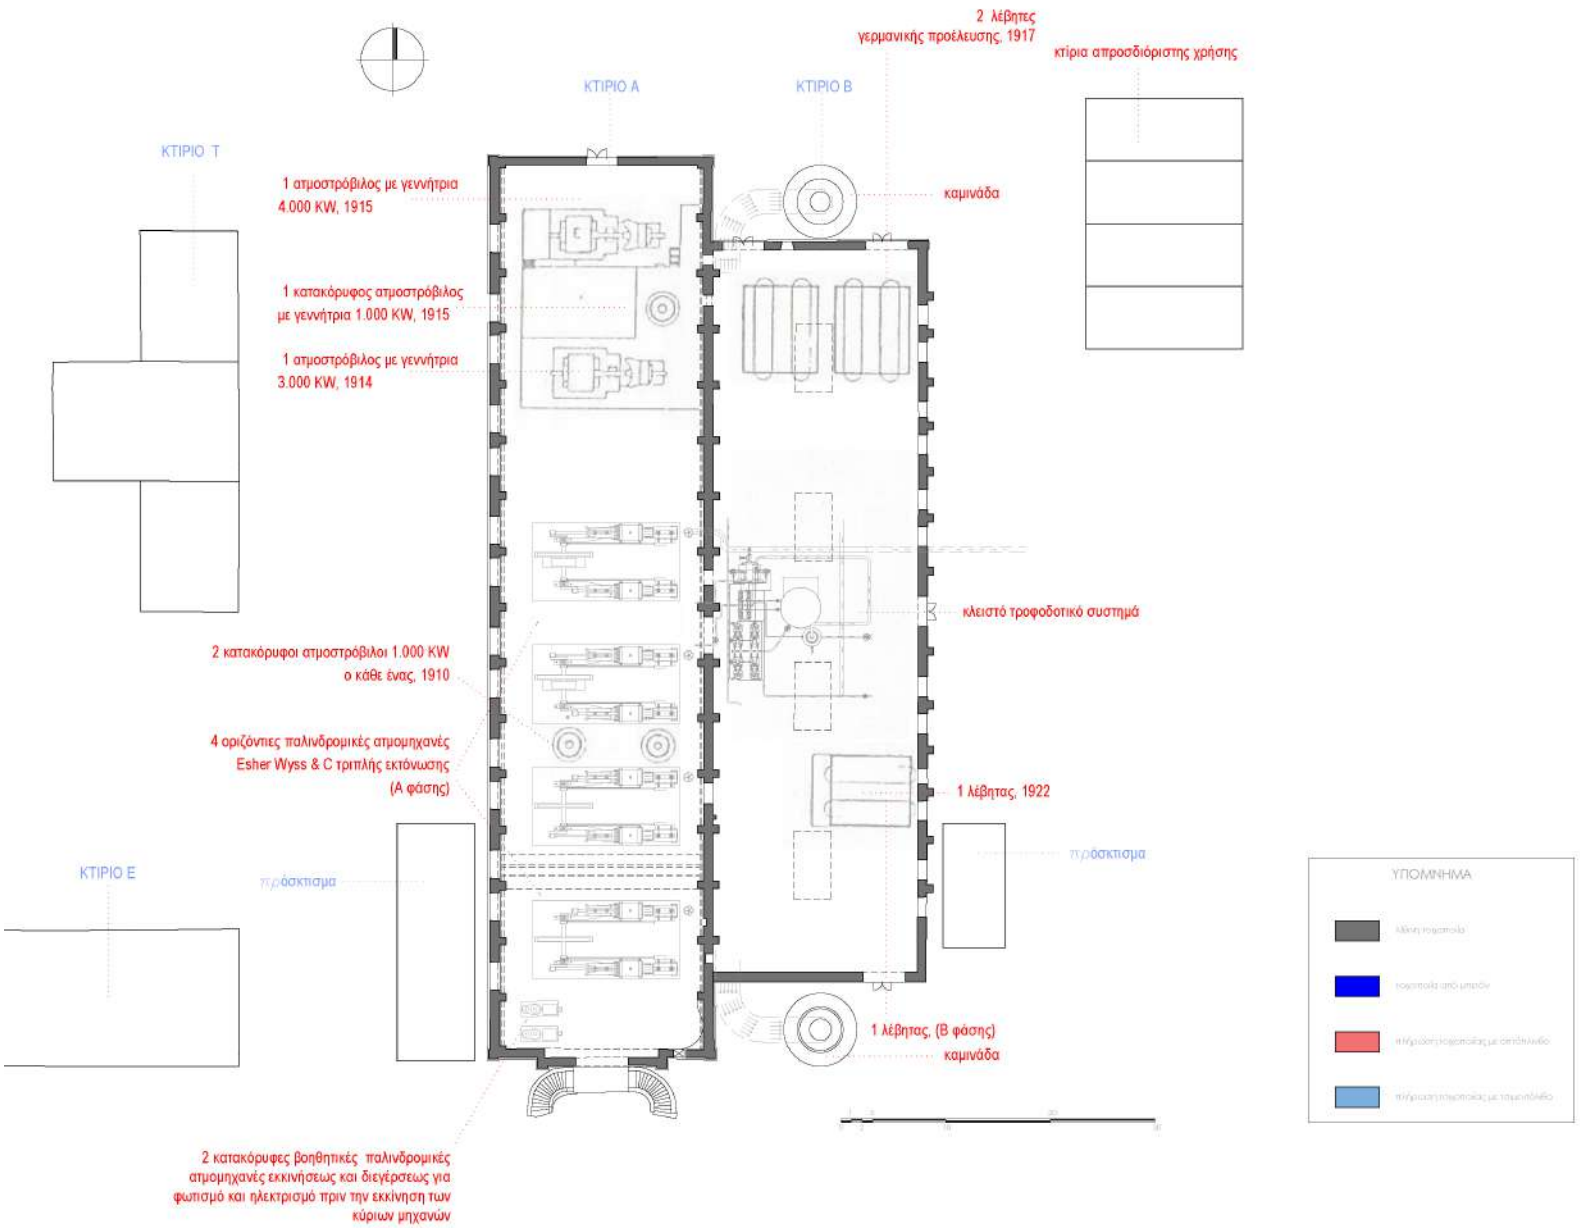 2 λέβητες
γερμανικής προέλευσης, 1917
κτίρια απροσδιόριστης χρήσης
ΚΤΙΡΙΟ Α
ΚΤΙΡΙΟ Β
ΚΤΙΡΙΟ Τ
1 ατμοστρόβιλος με γεννήτρια
4.000 KW, 1915
καμινάδα
1 κατακόρυφος ατμοστρόβιλος
με γεννήτρια 1.000 KW, 1915
1 ατμοστρόβιλος με γεννήτρια
3.000 KW, 1914
κλειστό τροφοδοτικό συστημά
2 κατακόρυφοι ατμοστρόβιλοι 1.000 KW
ο κάθε ένας, 1910
4 οριζόντιες παλινδρομικές ατμομηχανές
Esher Wyss & C τριπλής εκτόνωσης
(Α φάσης)
1 λέβητας, 1922
ΚΤΙΡΙΟ Ε
πρόσκτισμα
πρόσκτισμα
ΥΠΟΜΝΗΜΑ
1 λέβητας, (Β φάσης)
καμινάδα
2 κατακόρυφες βοηθητικές παλινδρομικές
ατμομηχανές εκκινήσεως και διεγέρσεως για
φωτισμό και ηλεκτρισμό πριν την εκκίνηση των
κύριων μηχανών